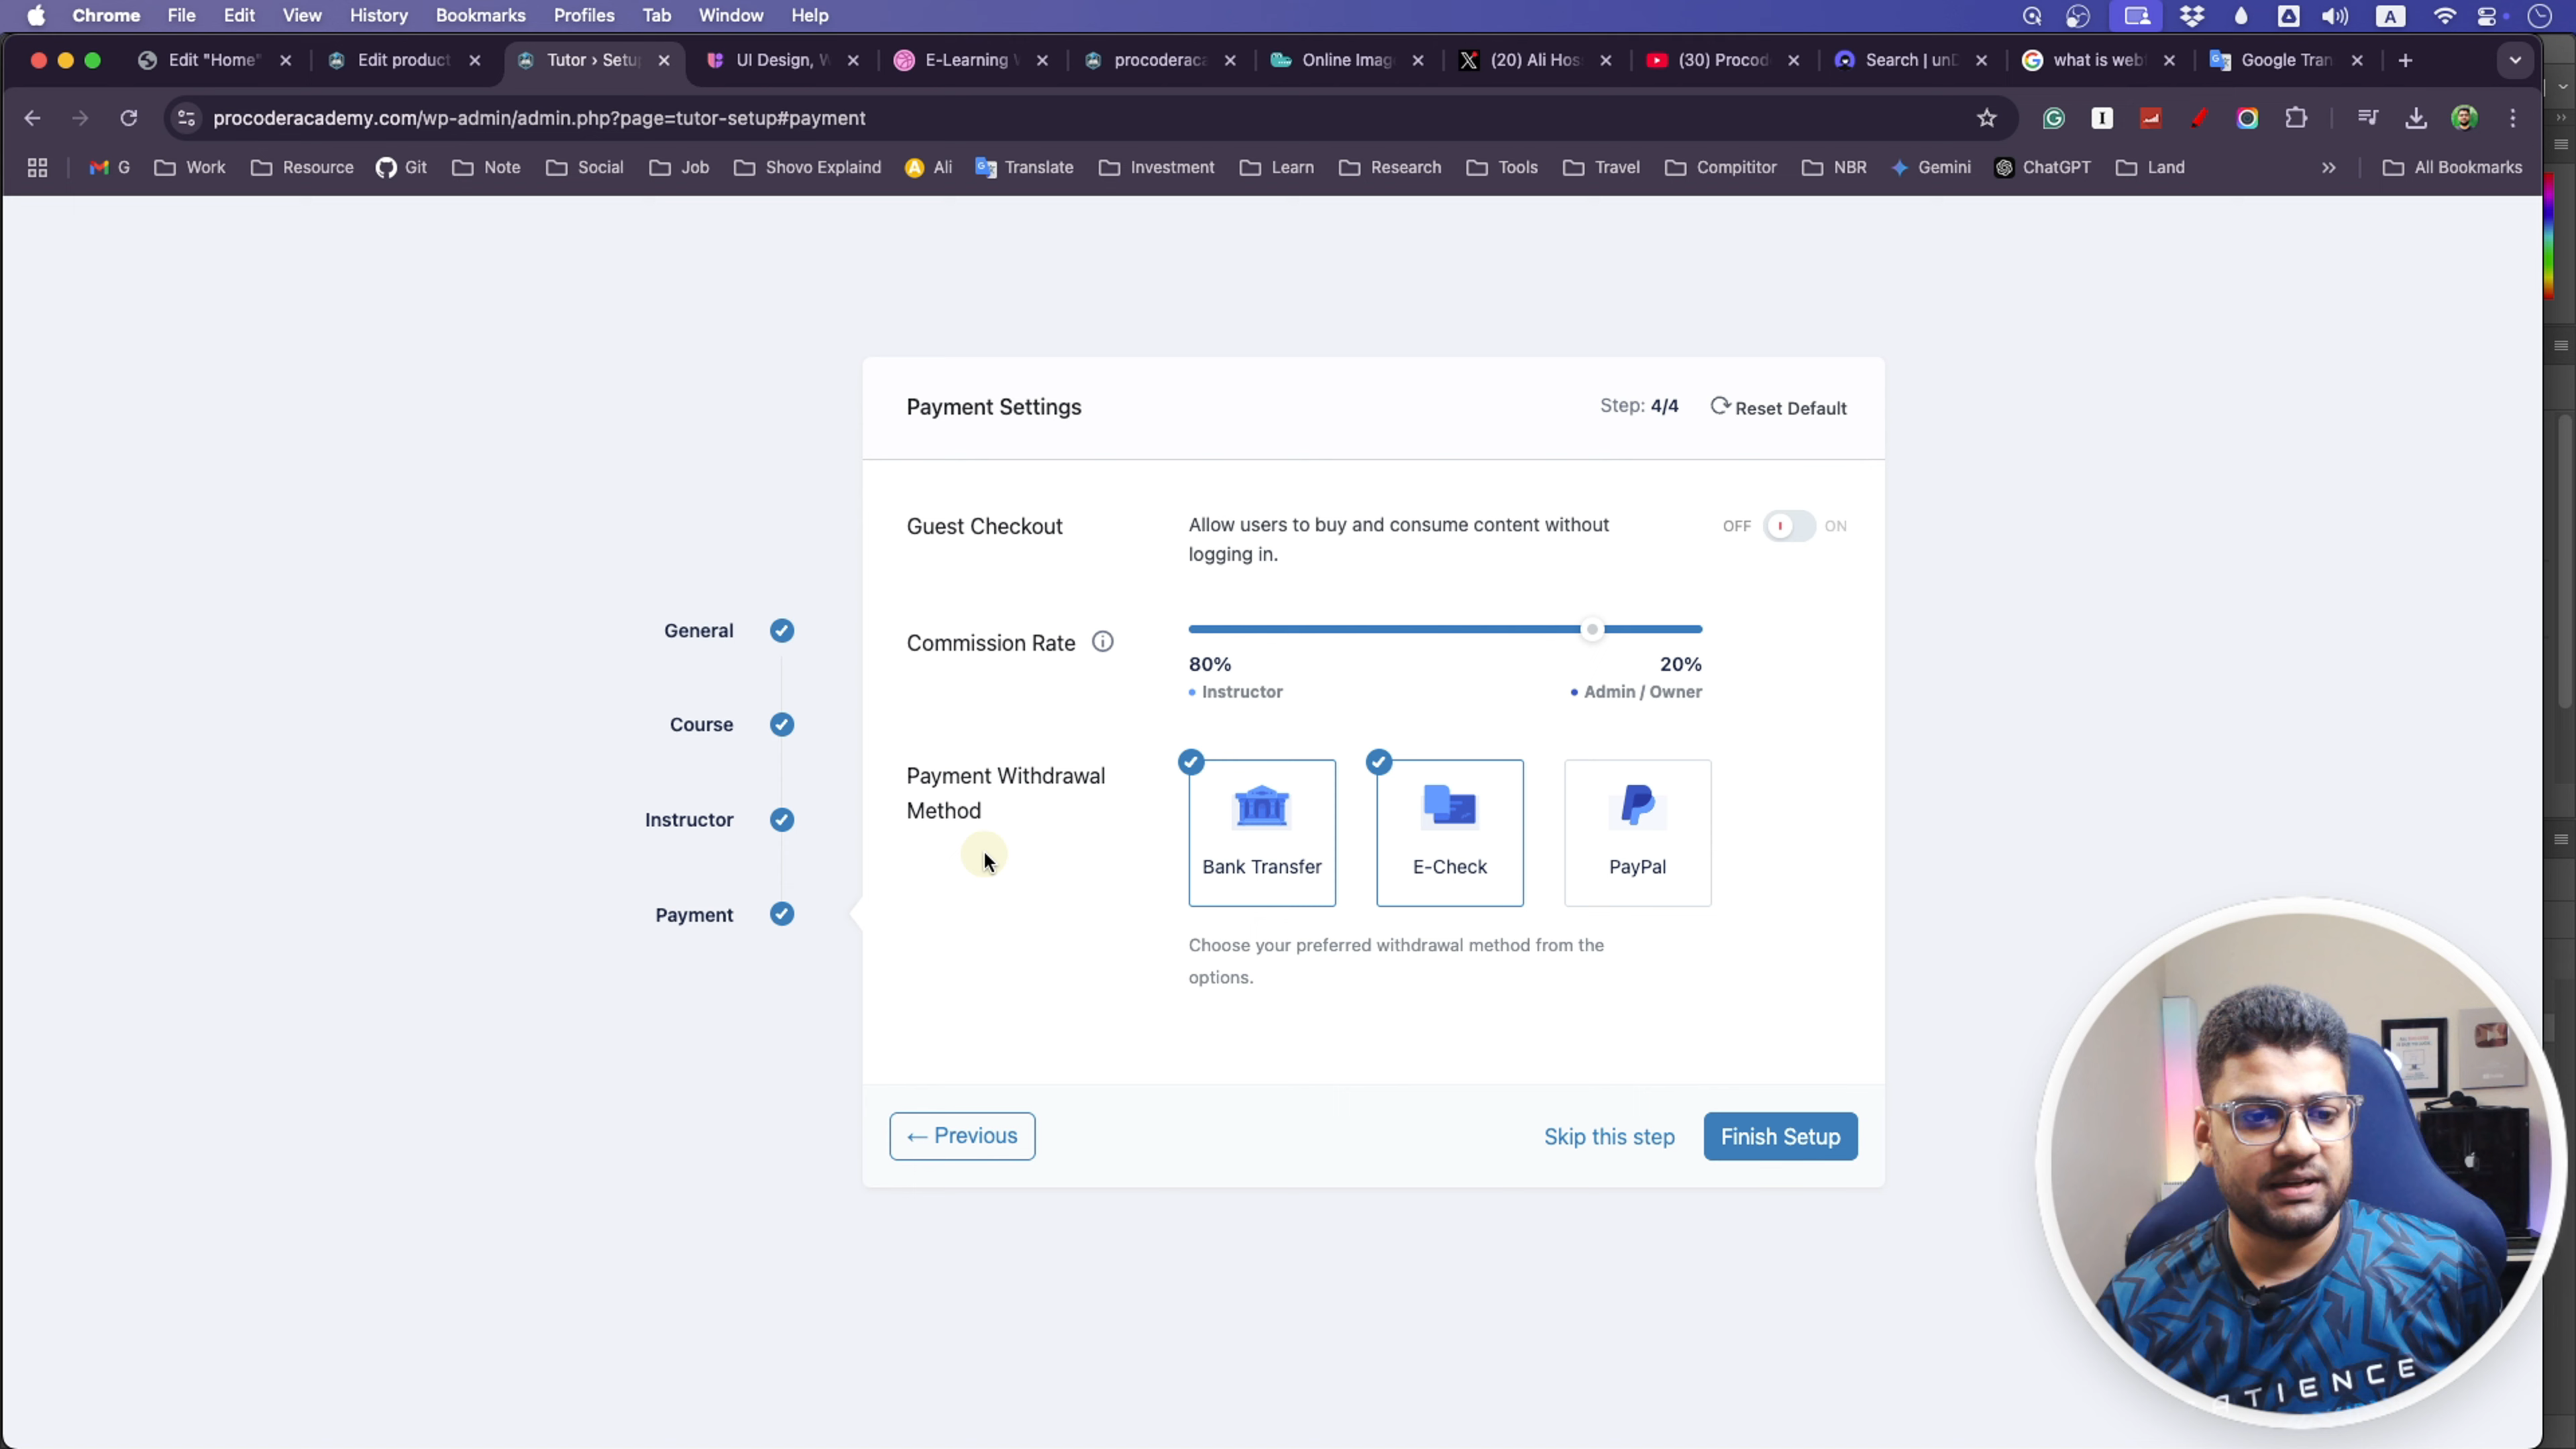 Chrome File Edit View History Bookmarks Profiles Tab Window Help
Edit "Home" Edit product Tutor › Setu UI Design, W E-Learning procoderaca Online Imag (20) Ali Hos (30) Procod Search | unD what is web Google Tran
procoderacademy.com/wp-admin/admin.php?page=tutor-setup#payment
G Work Resource Git Note Social Job Shovo Explaind Ali Translate Investment Learn Research Tools Travel Compititor NBR Gemini ChatGPT Land » All Bookmarks
Payment Settings Step: 4/4 Reset Default
Guest Checkout
Allow users to buy and consume content without
logging in.
OFF ON
General
Course
Instructor
Payment
Commission Rate
80% 20%
Instructor Admin / Owner
Payment Withdrawal
Method
Bank Transfer E-Check PayPal
Choose your preferred withdrawal method from the
options.
← Previous Skip this step Finish Setup
TIENCE